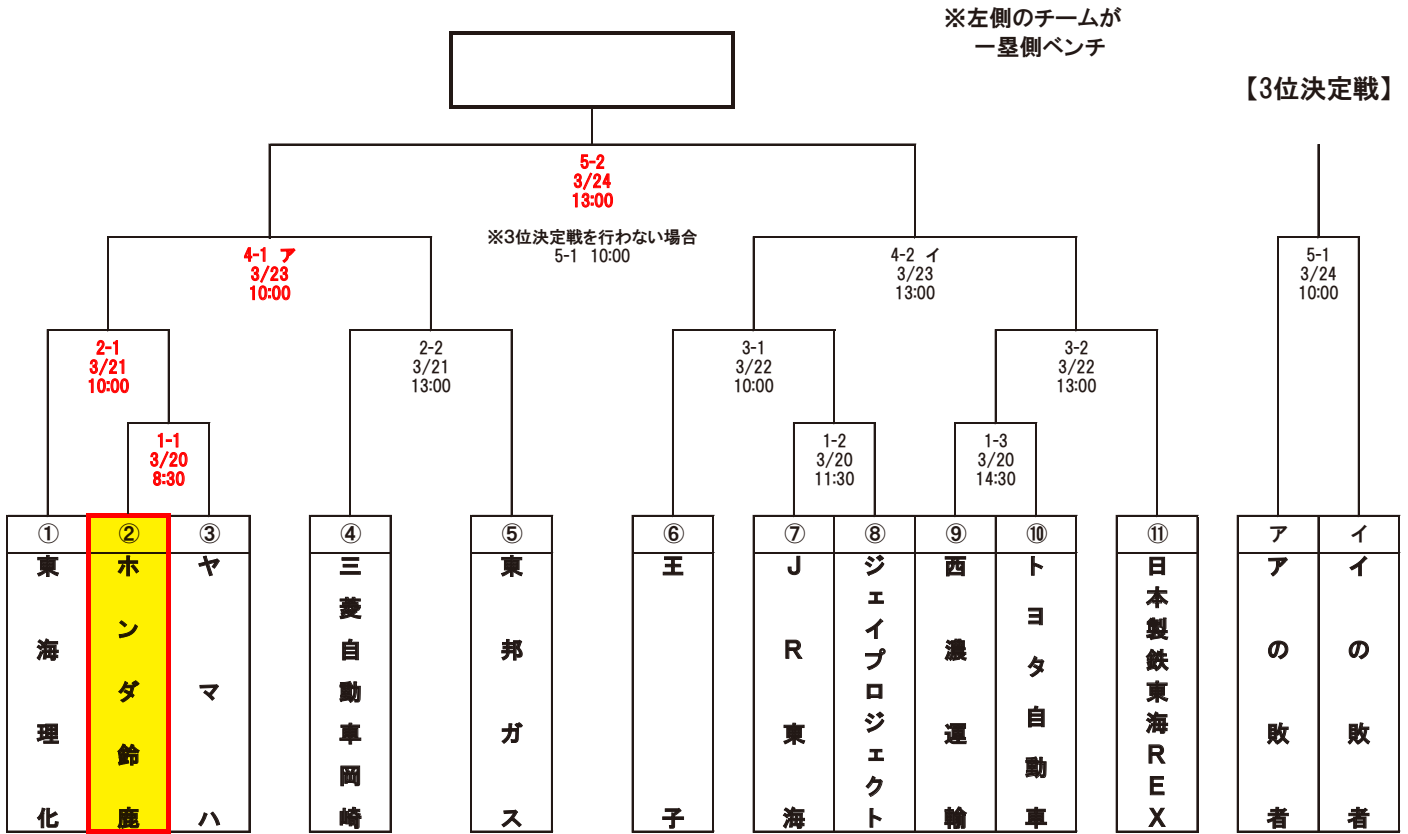 ※左側のチームが
一塁側ベンチ
【3位決定戦】
5-2
3/24
13:00
※3位決定戦を行わない場合
5-1 10:00
4-1 ア
3/23
10:00
4-2 イ
3/23
13:00
5-1
3/24
10:00
2-1
3/21
10:00
2-2
3/21
13:00
3-1
3/22
10:00
3-2
3/22
13:00
1-1
3/20
8:30
1-2
3/20
11:30
1-3
3/20
14:30
①
東海理化
②
ホンダ鈴鹿
③
ヤマハ
④
三菱自動車岡崎
⑤
東邦ガス
⑥
王子
⑦
JR東海
⑧
ジェイプロジェクト
⑨
西濃運輸
⑩
トヨタ自動車
⑪
日本製鉄東海REX
ア
アの敗者
イ
イの敗者